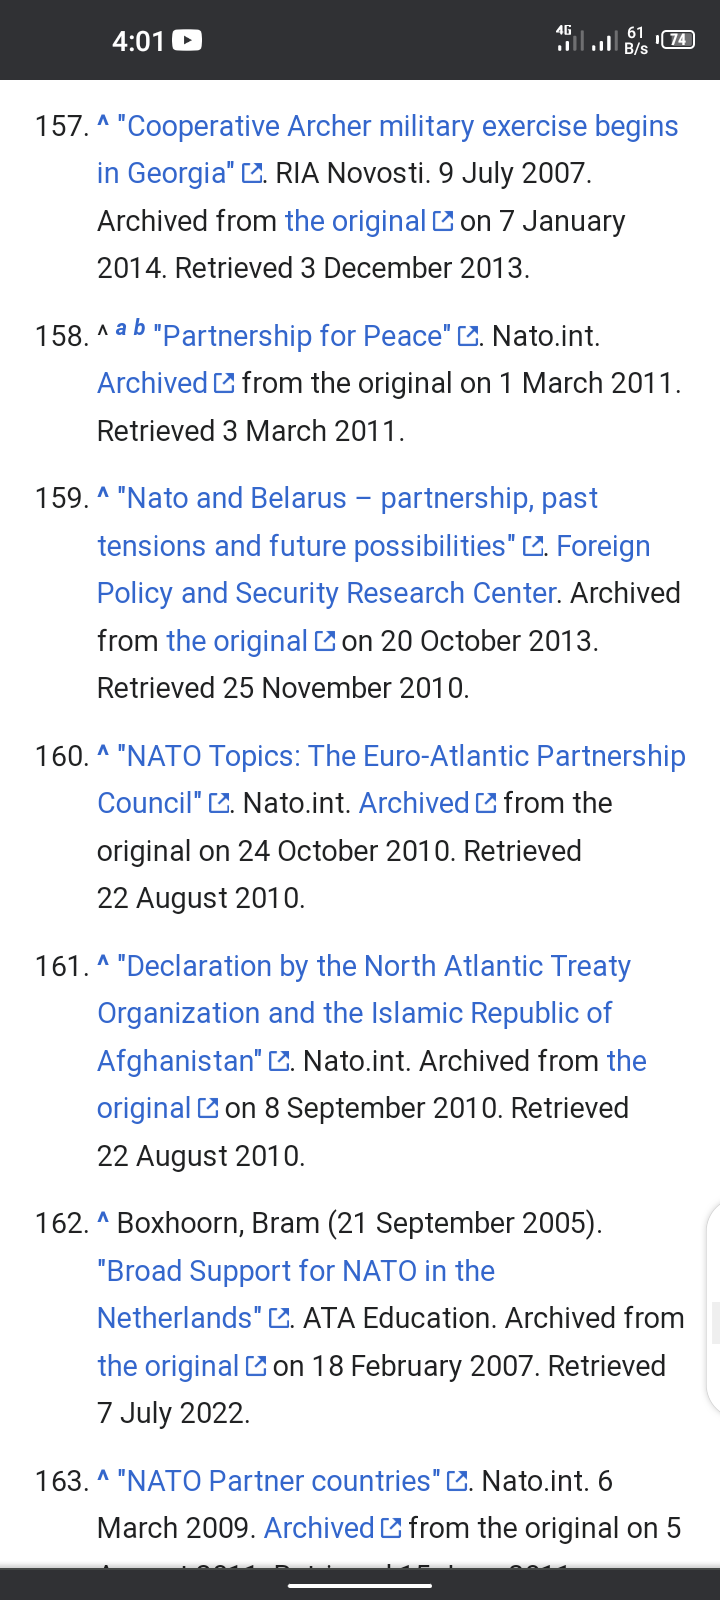 4:01
4G 61 B/s 74
157. ^ "Cooperative Archer military exercise begins
in Georgia". RIA Novosti. 9 July 2007.
Archived from the original on 7 January
2014. Retrieved 3 December 2013.
158. ^ a b "Partnership for Peace". Nato.int.
Archived from the original on 1 March 2011.
Retrieved 3 March 2011.
159. ^ "Nato and Belarus – partnership, past
tensions and future possibilities". Foreign
Policy and Security Research Center. Archived
from the original on 20 October 2013.
Retrieved 25 November 2010.
160. ^ "NATO Topics: The Euro-Atlantic Partnership
Council". Nato.int. Archived from the
original on 24 October 2010. Retrieved
22 August 2010.
161. ^ "Declaration by the North Atlantic Treaty
Organization and the Islamic Republic of
Afghanistan". Nato.int. Archived from the
original on 8 September 2010. Retrieved
22 August 2010.
162. ^ Boxhoorn, Bram (21 September 2005).
"Broad Support for NATO in the
Netherlands". ATA Education. Archived from
the original on 18 February 2007. Retrieved
7 July 2022.
163. ^ "NATO Partner countries". Nato.int. 6
March 2009. Archived from the original on 5